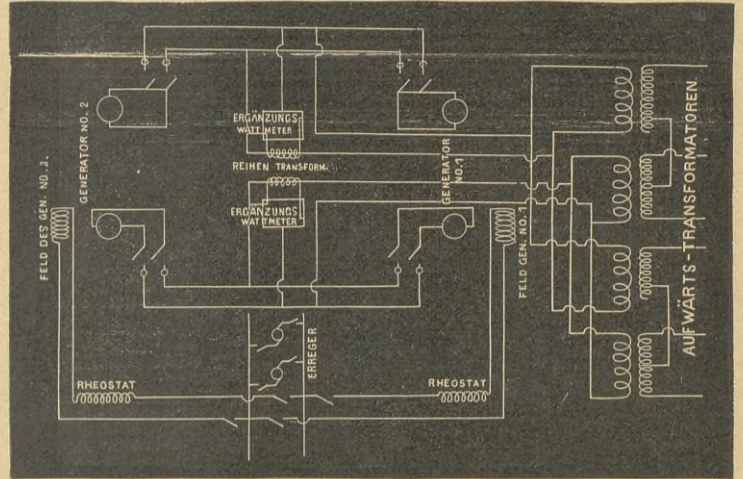 GENERATOR NO. 2
ERGÄNZUNGS
WATTMETER
REIHEN TRANSFORM.
ERGÄNZUNGS
WATTMETER
GENERATOR
NO. 1
FELD DES GEN. NO. 2.
FELD GEN. NO. 1.
ERREGER
RHEOSTAT
RHEOSTAT
AUFWÄRTS-TRANSFORMATOREN.